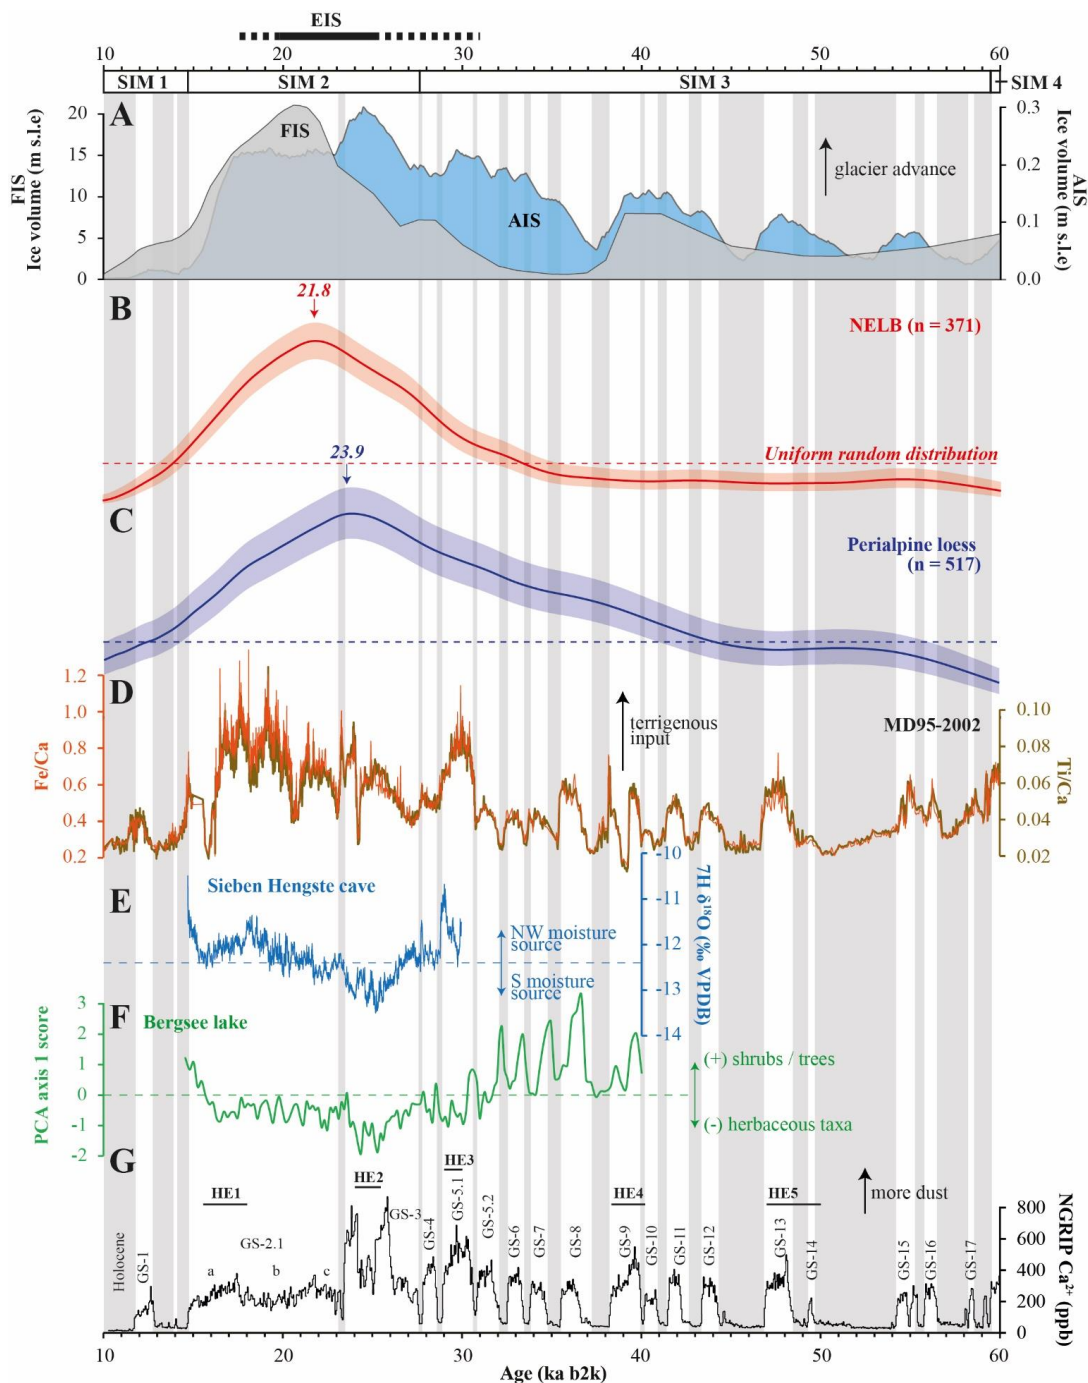 EIS
10 20 30 40 50 60
SIM 1 SIM 2 SIM 3 SIM 4
A
FIS
Ice volume (m s.l.e)
20
15
10
5
0
FIS
AIS
glacier advance
0.3
0.2
0.1
0.0
AIS
Ice volume (m s.l.e)
B
21.8
NELB (n = 371)
Uniform random distribution
C
23.9
Perialpine loess
(n = 517)
D
Fe/Ca
1.2
1.0
0.8
0.6
0.4
0.2
terrigenous
input
MD95-2002
0.10
0.08
0.06
0.04
0.02
Ti/Ca
E
Sieben Hengste cave
NW moisture
source
S moisture
source
-10
-11
-12
-13
-14
7H δ¹⁸O (‰ VPDB)
F
Bergsee lake
PCA axis 1 score
3
2
1
0
-1
-2
(+) shrubs / trees
(-) herbaceous taxa
G
HE1
HE2
HE3
HE4
HE5
more dust
Holocene
GS-1
GS-2.1
a b c
GS-3
GS-4
GS-5.1
GS-5.2
GS-6
GS-7
GS-8
GS-9
GS-10
GS-11
GS-12
GS-13
GS-14
GS-15
GS-16
GS-17
800
600
400
200
0
NGRIP Ca²⁺ (ppb)
10 20 30 40 50 60
Age (ka b2k)